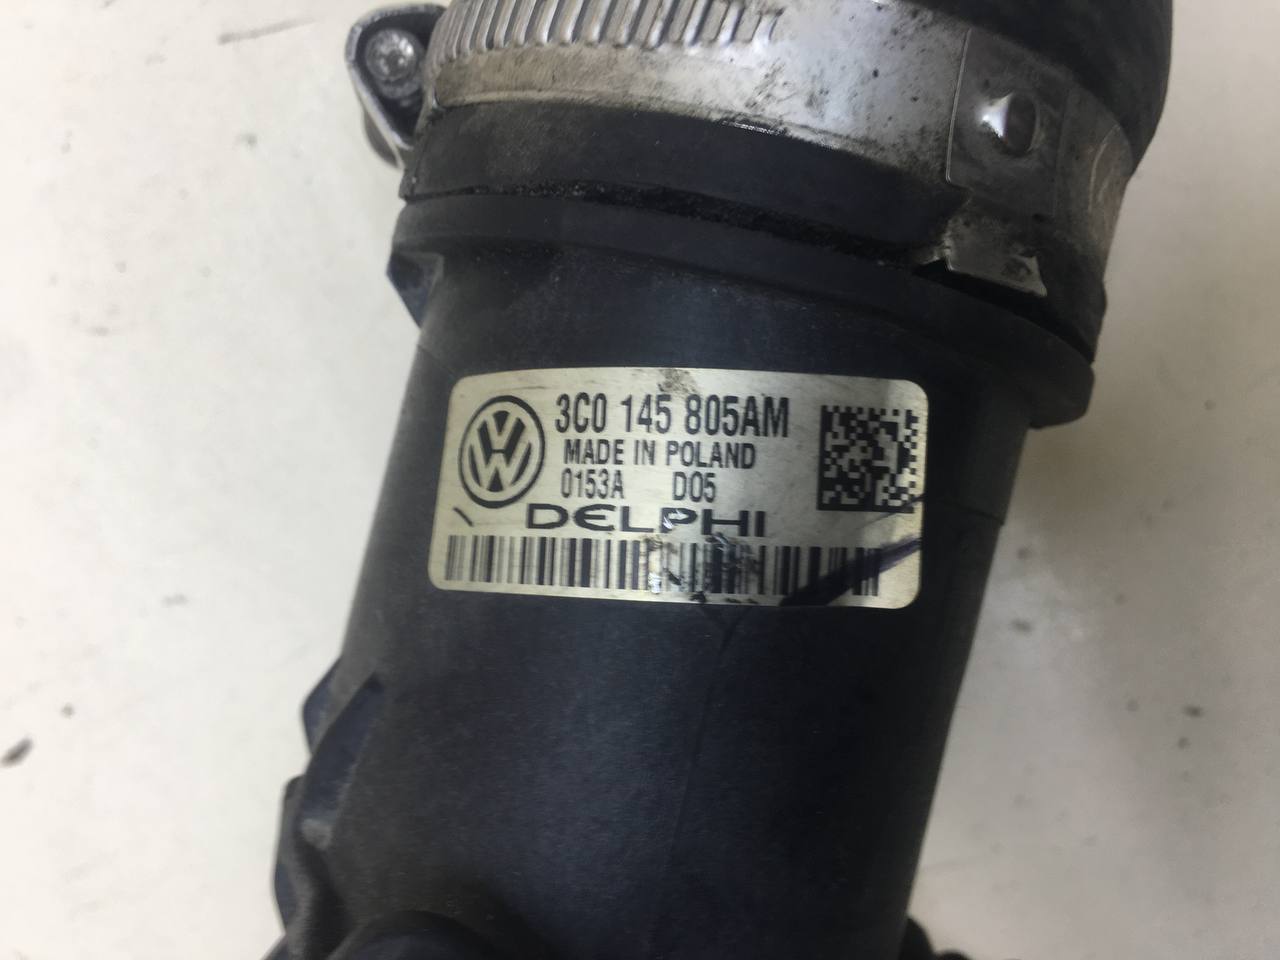 3C0 145 805AM
MADE IN POLAND
0153A D05
DELPHI